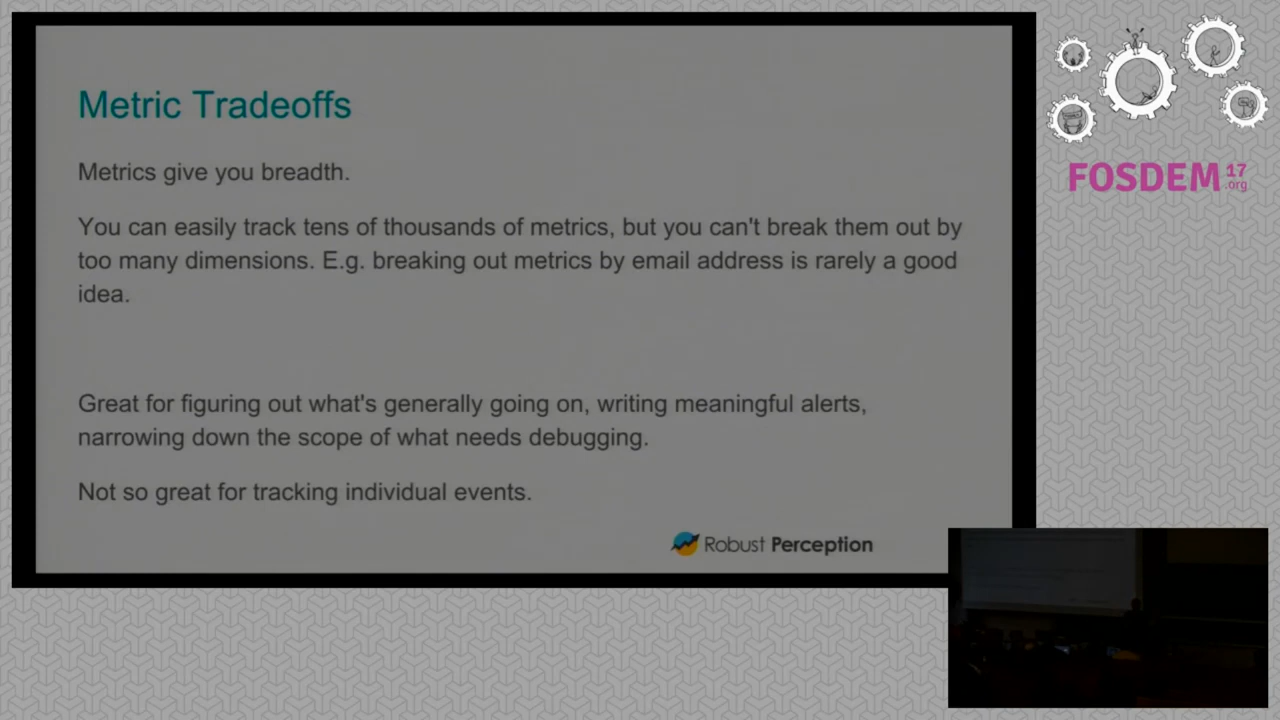 Metric Tradeoffs
Metrics give you breadth.
You can easily track tens of thousands of metrics, but you can't break them out by
too many dimensions. E.g. breaking out metrics by email address is rarely a good
idea.
Great for figuring out what's generally going on, writing meaningful alerts,
narrowing down the scope of what needs debugging.
Not so great for tracking individual events.
Robust Perception
FOSDEM 17
.org